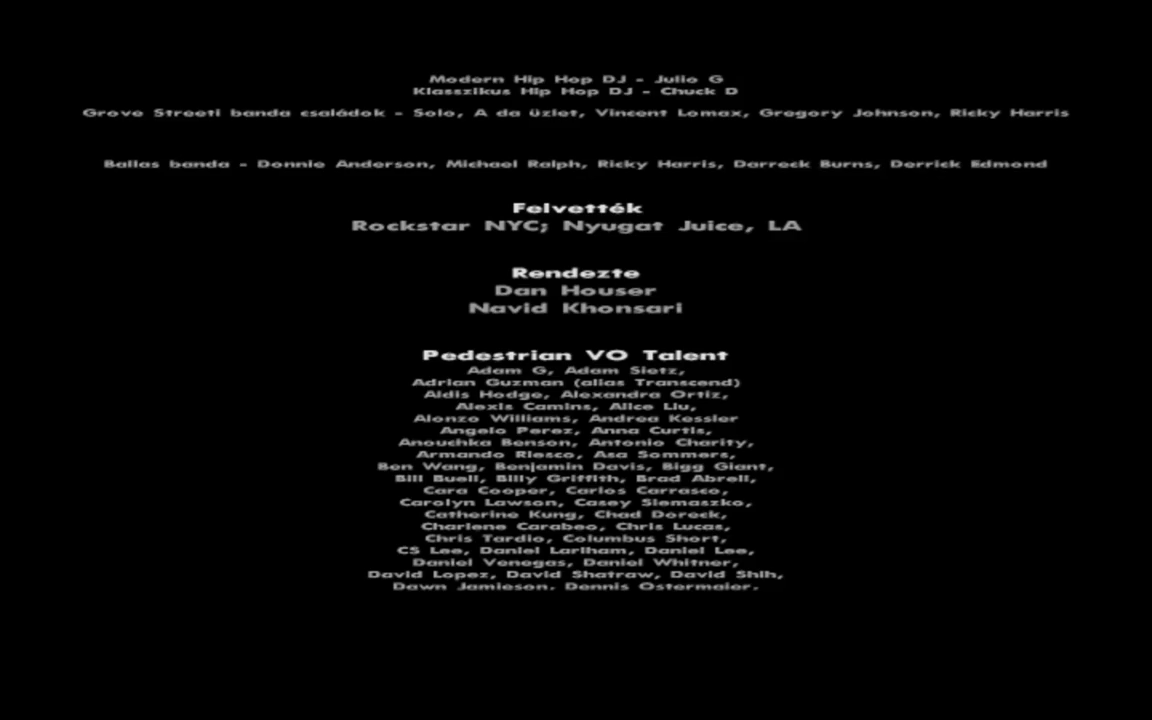 Modern Hip Hop DJ - Julio G
Klasszikus Hip Hop DJ - Chuck D
Grove Streeti banda családok - Solo, A da üzlet, Vincent Lomax, Gregory Johnson, Ricky Harris
Ballas banda - Donnie Anderson, Michael Ralph, Ricky Harris, Darreck Burns, Derrick Edmond
Felvették
Rockstar NYC; Nyugat Juice, LA
Rendezte
Dan Houser
Navid Khonsari
Pedestrian VO Talent
Adam G, Adam Sietz,
Adrian Guzman (alias Transcend)
Aldis Hodge, Alexandra Ortiz,
Alexis Camins, Alice Liu,
Alonzo Williams, Andrea Kessler
Angelo Perez, Anna Curtis,
Anouchka Benson, Antonio Charity,
Armando Riesco, Asa Sommers,
Ben Wang, Benjamin Davis, Bigg Giant,
Bill Buell, Billy Griffith, Brad Abrell,
Cara Cooper, Carlos Carrasco,
Carolyn Lawson, Casey Siemaszko,
Catherine Kung, Chad Doreck,
Charlene Carabeo, Chris Lucas,
Chris Tardio, Columbus Short,
CS Lee, Daniel Larlham, Daniel Lee,
Daniel Venegas, Daniel Whitner,
David Lopez, David Shatraw, David Shih,
Dawn Jamieson, Dennis Ostermaier,